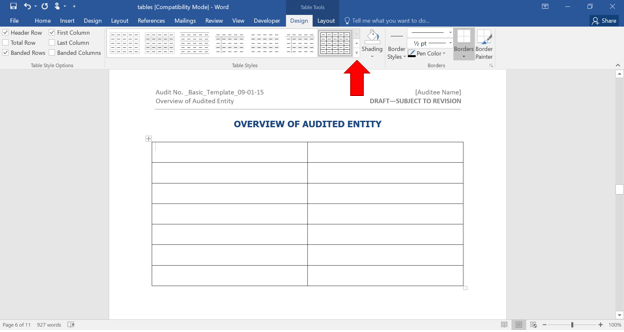 tables [Compatibility Mode] - Word
Table Tools
File Home Insert Design Layout References Mailings Review View Developer Design Layout Tell me what you want to do... Share
Header Row First Column
Total Row Last Column
Banded Rows Banded Columns
Table Style Options
Table Styles
Shading
Border Styles
½ pt
Pen Color
Borders
Border Painter
Borders
Audit No. _Basic_Template_09-01-15 [Auditee Name]
Overview of Audited Entity DRAFT—SUBJECT TO REVISION
OVERVIEW OF AUDITED ENTITY
Page 6 of 11 927 words 100%